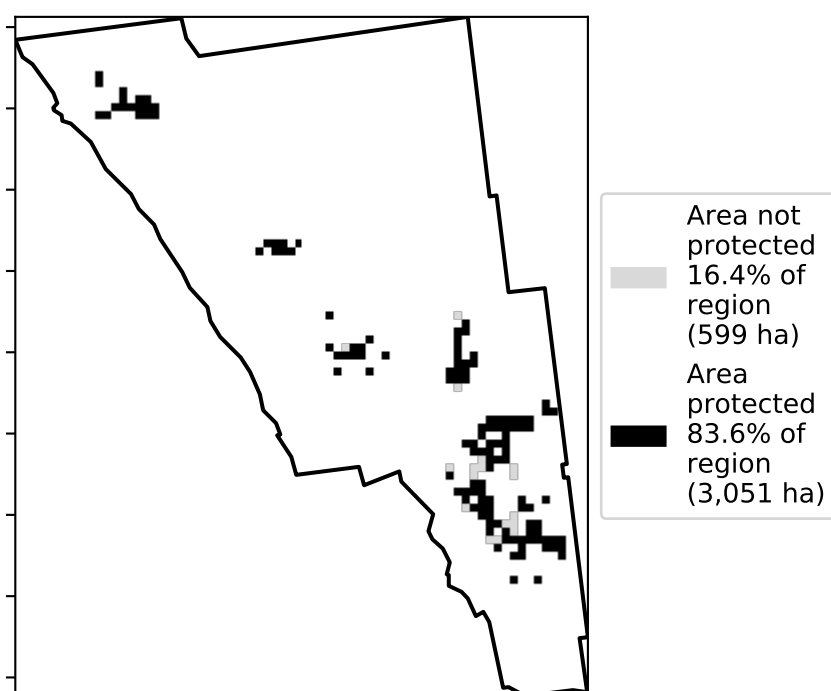 Area not
protected
16.4% of
region
(599 ha)
Area
protected
83.6% of
region
(3,051 ha)